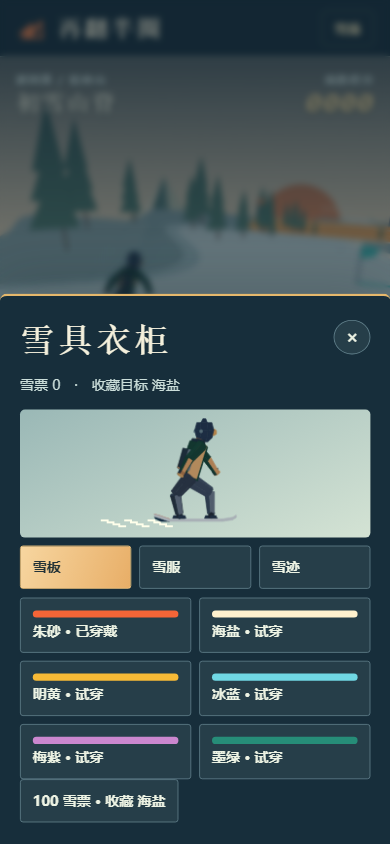 0000
雪具衣柜
×
雪票 0 · 收藏目标 海盐
雪板
雪服
雪迹
朱砂 • 已穿戴
海盐 • 试穿
明黄 • 试穿
冰蓝 • 试穿
梅紫 • 试穿
墨绿 • 试穿
100 雪票 • 收藏 海盐